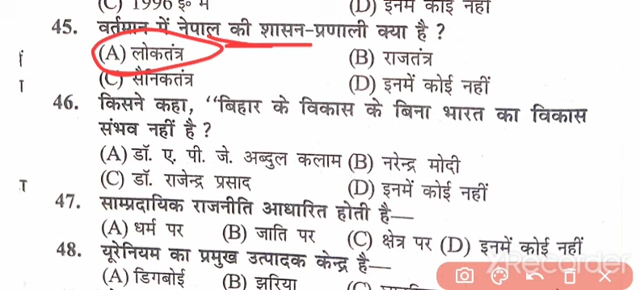 (C) 1996 ई० में (D) इनमें कोई नहीं
45. वर्तमान में नेपाल की शासन-प्रणाली क्या है ?
(A) लोकतंत्र (B) राजतंत्र
(C) सैनिकतंत्र (D) इनमें कोई नहीं
46. किसने कहा, ‘‘बिहार के विकास के बिना भारत का विकास
संभव नहीं है ?
(A) डॉ. ए. पी. जे. अब्दुल कलाम (B) नरेन्द्र मोदी
(C) डॉ. राजेन्द्र प्रसाद (D) इनमें कोई नहीं
47. साम्प्रदायिक राजनीति आधारित होती है—
(A) धर्म पर (B) जाति पर (C) क्षेत्र पर (D) इनमें कोई नहीं
48. यूरेनियम का प्रमुख उत्पादक केन्द्र है—
(A) डिगबोई (B) झरिया
XRecorder